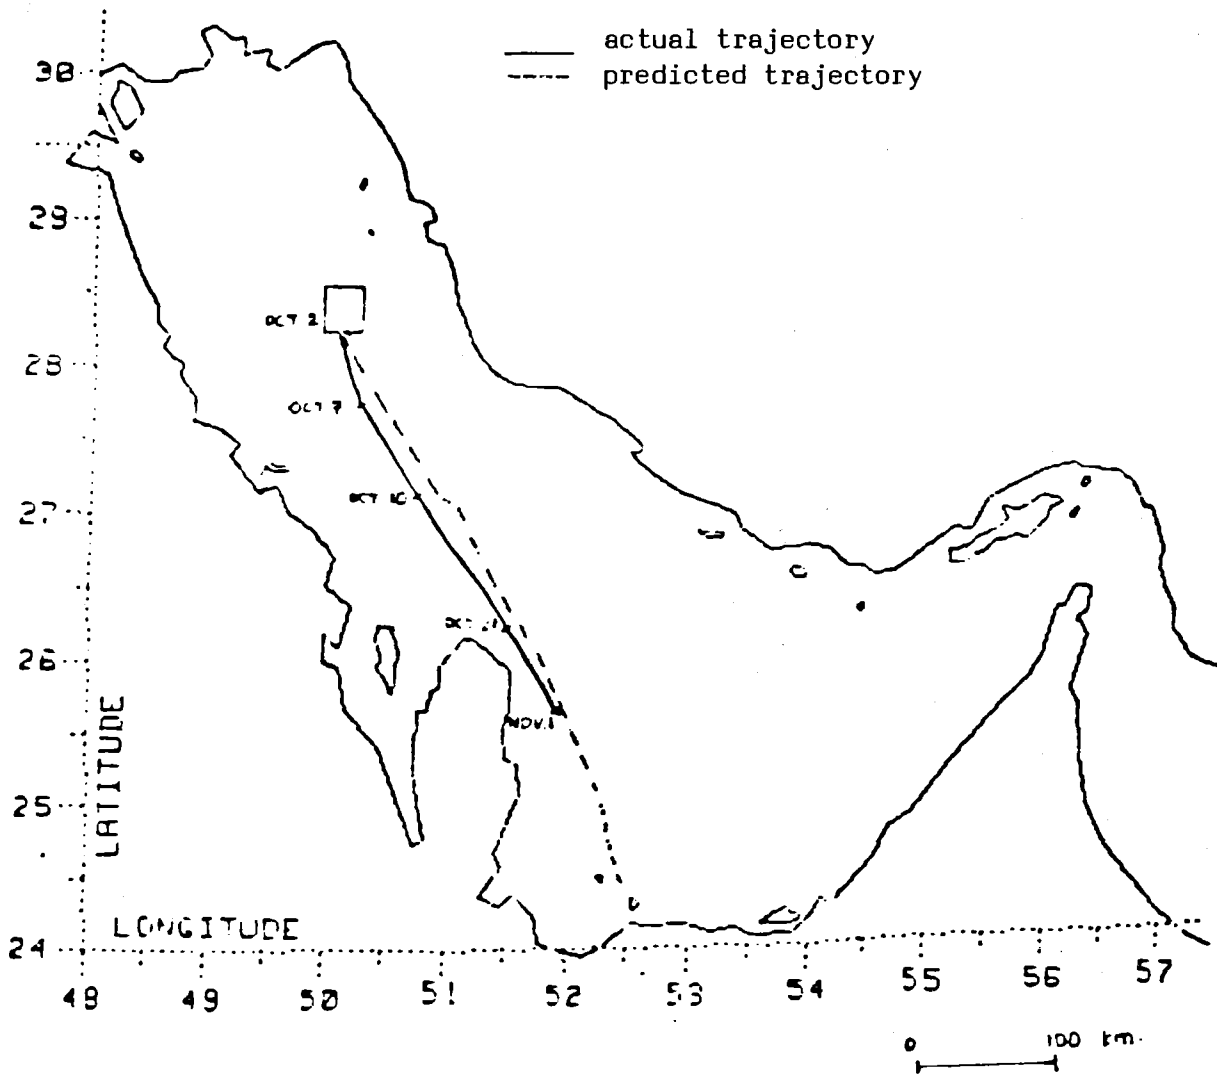 actual trajectory
predicted trajectory
30
29
OCT 2
28
OCT 7
OCT 10
27
26
NOV.1
LATITUDE
25
LONGITUDE
24
48 49 50 51 52 53 54 55 56 57
0 100 km.